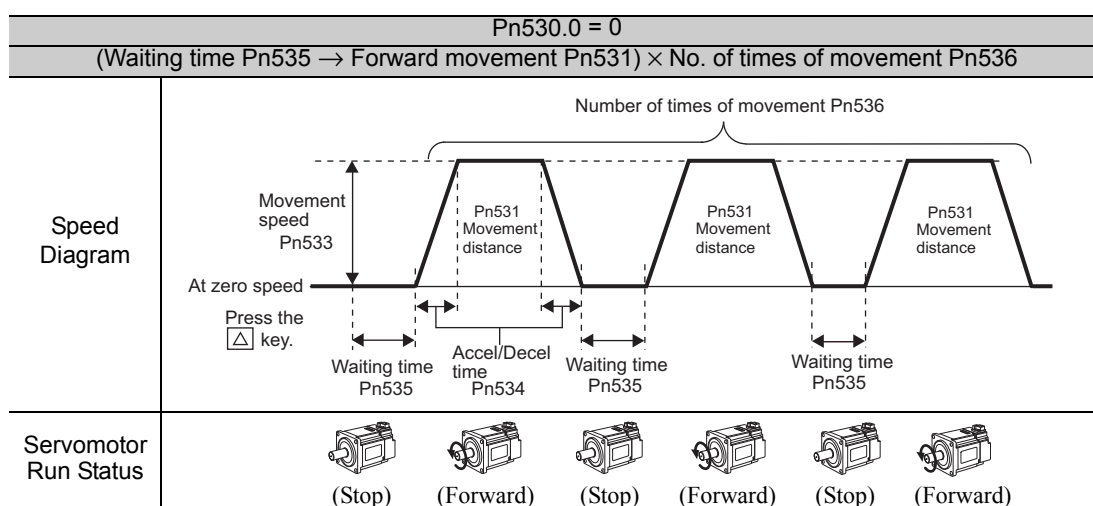 Pn530.0 = 0
(Waiting time Pn535 → Forward movement Pn531) × No. of times of movement Pn536
Speed
Diagram
Number of times of movement Pn536
Movement
speed
Pn533
Pn531
Movement
distance
Pn531
Movement
distance
Pn531
Movement
distance
At zero speed
Press the
△ key.
Waiting time
Pn535
Accel/Decel
time
Pn534
Waiting time
Pn535
Waiting time
Pn535
Servomotor
Run Status
(Stop) (Forward) (Stop) (Forward) (Stop) (Forward)